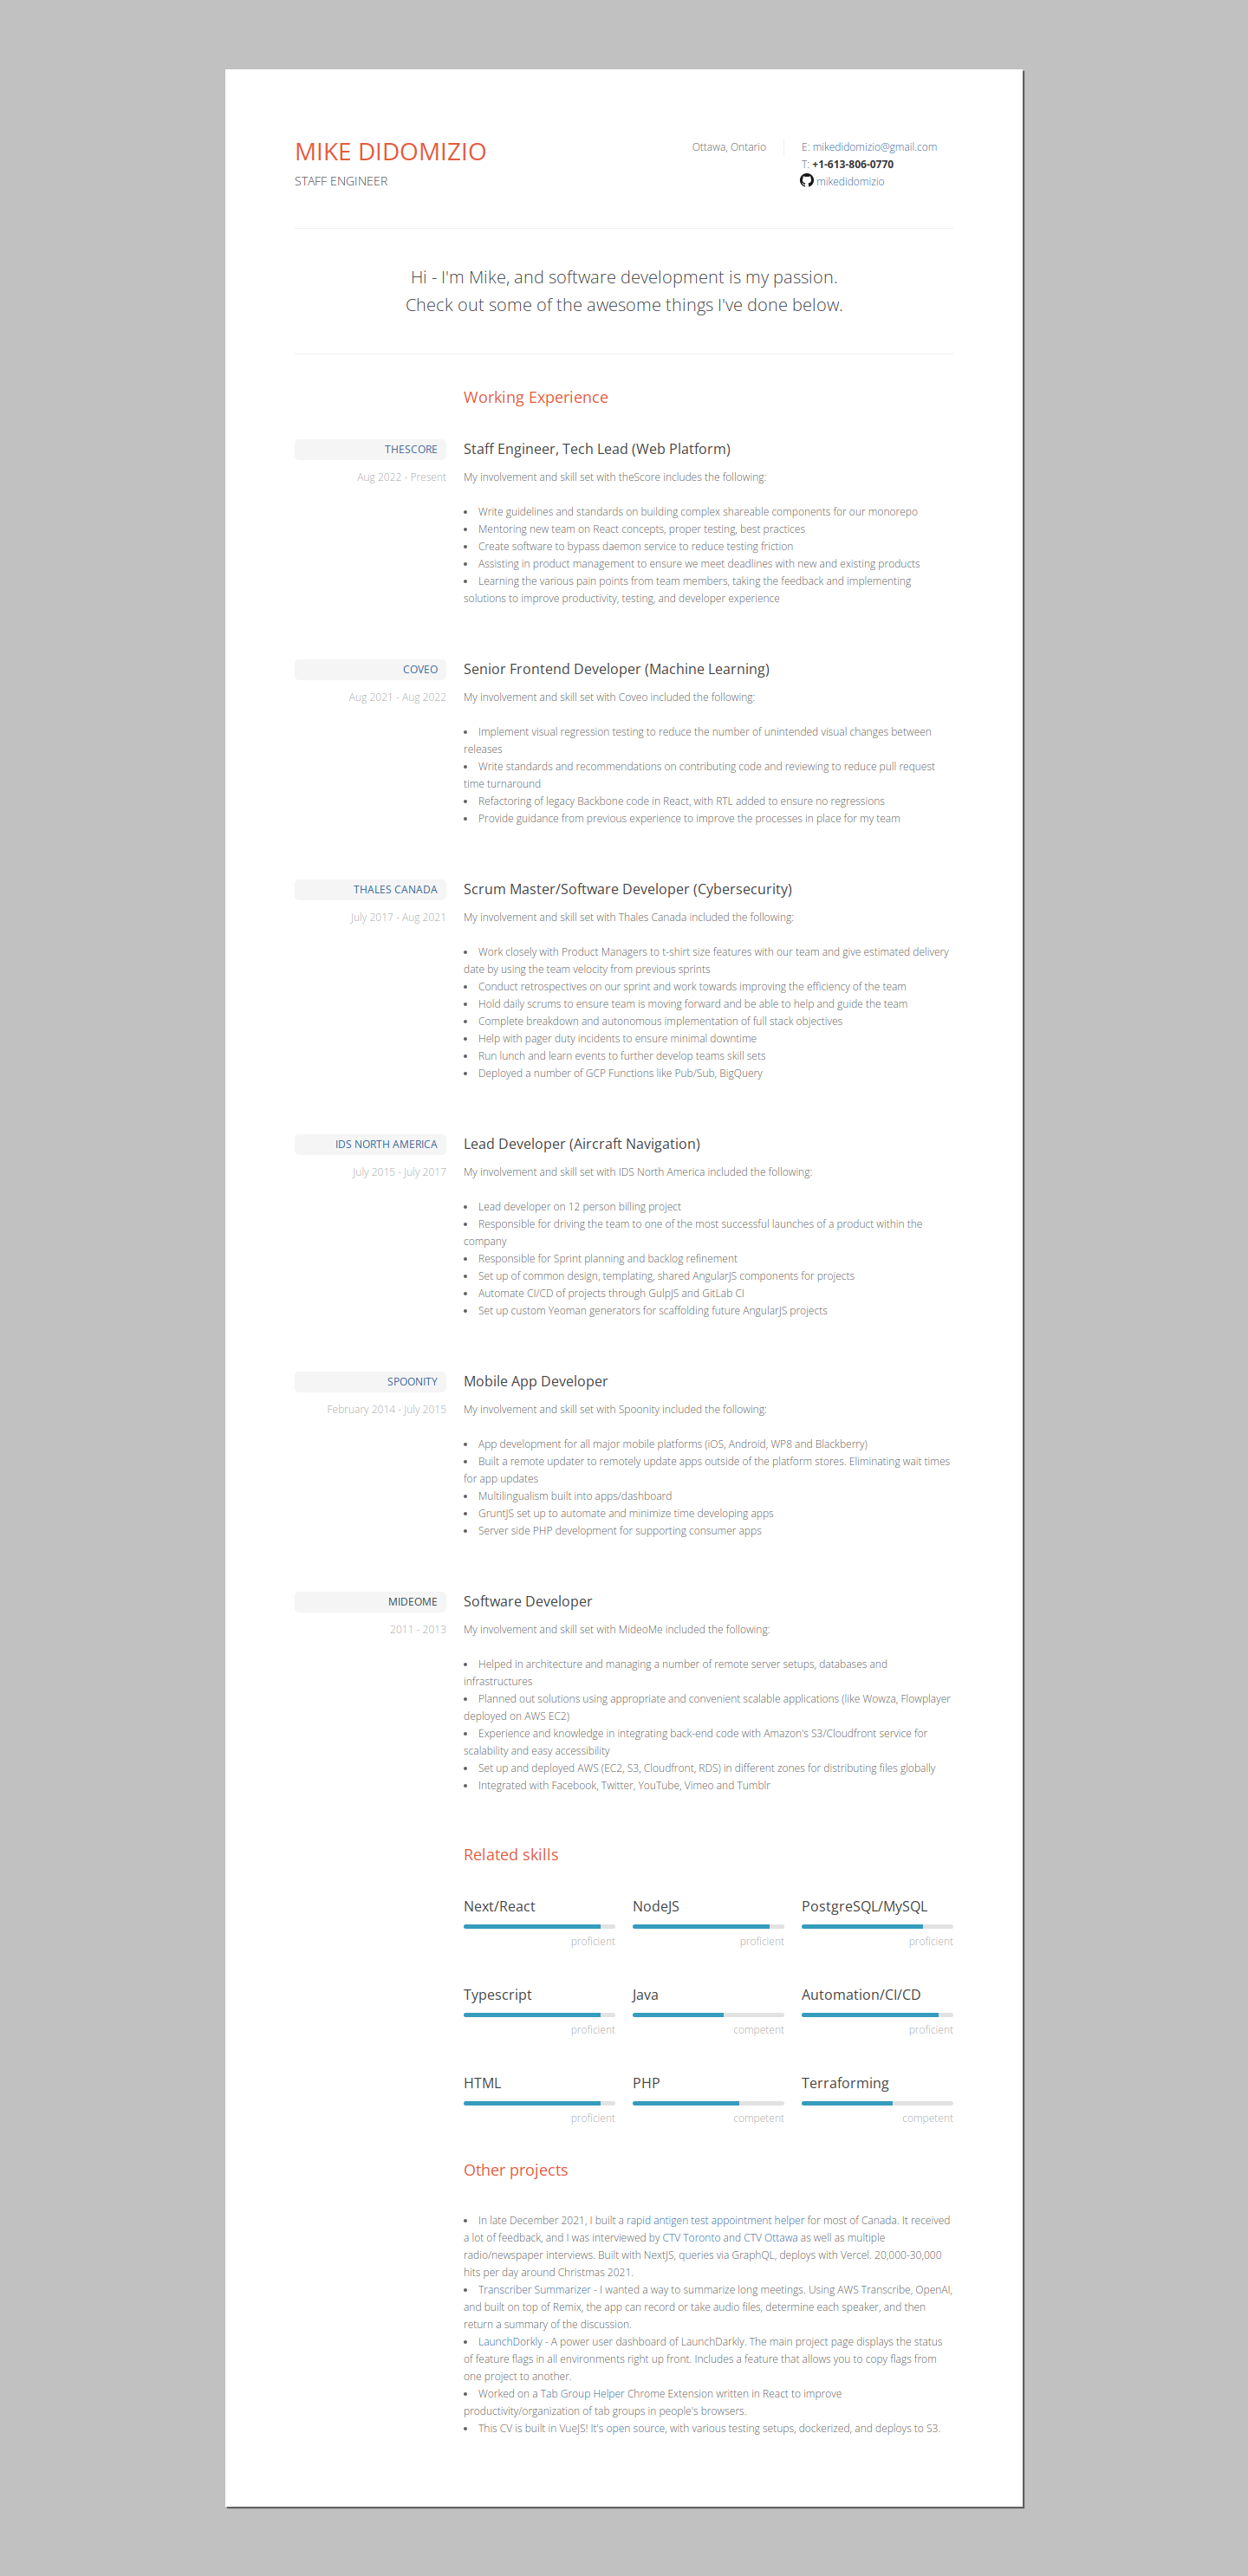 MIKE DIDOMIZIO
STAFF ENGINEER
Ottawa, Ontario
E: mikedidomizio@gmail.com
T: +1-613-806-0770
mikedidomizio
Hi - I'm Mike, and software development is my passion.
Check out some of the awesome things I've done below.
Working Experience
THESCORE
Aug 2022 - Present
Staff Engineer, Tech Lead (Web Platform)
My involvement and skill set with theScore includes the following:
• Write guidelines and standards on building complex shareable components for our monorepo
• Mentoring new team on React concepts, proper testing, best practices
• Create software to bypass daemon service to reduce testing friction
• Assisting in product management to ensure we meet deadlines with new and existing products
• Learning the various pain points from team members, taking the feedback and implementing
solutions to improve productivity, testing, and developer experience
COVEO
Aug 2021 - Aug 2022
Senior Frontend Developer (Machine Learning)
My involvement and skill set with Coveo included the following:
• Implement visual regression testing to reduce the number of unintended visual changes between
releases
• Write standards and recommendations on contributing code and reviewing to reduce pull request
time turnaround
• Refactoring of legacy Backbone code in React, with RTL added to ensure no regressions
• Provide guidance from previous experience to improve the processes in place for my team
THALES CANADA
July 2017 - Aug 2021
Scrum Master/Software Developer (Cybersecurity)
My involvement and skill set with Thales Canada included the following:
• Work closely with Product Managers to t-shirt size features with our team and give estimated delivery
date by using the team velocity from previous sprints
• Conduct retrospectives on our sprint and work towards improving the efficiency of the team
• Hold daily scrums to ensure team is moving forward and be able to help and guide the team
• Complete breakdown and autonomous implementation of full stack objectives
• Help with pager duty incidents to ensure minimal downtime
• Run lunch and learn events to further develop teams skill sets
• Deployed a number of GCP Functions like Pub/Sub, BigQuery
IDS NORTH AMERICA
July 2015 - July 2017
Lead Developer (Aircraft Navigation)
My involvement and skill set with IDS North America included the following:
• Lead developer on 12 person billing project
• Responsible for driving the team to one of the most successful launches of a product within the
company
• Responsible for Sprint planning and backlog refinement
• Set up of common design, templating, shared AngularJS components for projects
• Automate CI/CD of projects through GulpJS and GitLab CI
• Set up custom Yeoman generators for scaffolding future AngularJS projects
SPOONITY
February 2014 - July 2015
Mobile App Developer
My involvement and skill set with Spoonity included the following:
• App development for all major mobile platforms (iOS, Android, WP8 and Blackberry)
• Built a remote updater to remotely update apps outside of the platform stores. Eliminating wait times
for app updates
• Multilingualism built into apps/dashboard
• GruntJS set up to automate and minimize time developing apps
• Server side PHP development for supporting consumer apps
MIDEOME
2011 - 2013
Software Developer
My involvement and skill set with MideoMe included the following:
• Helped in architecture and managing a number of remote server setups, databases and
infrastructures
• Planned out solutions using appropriate and convenient scalable applications (like Wowza, Flowplayer
deployed on AWS EC2)
• Experience and knowledge in integrating back-end code with Amazon's S3/Cloudfront service for
scalability and easy accessibility
• Set up and deployed AWS (EC2, S3, Cloudfront, RDS) in different zones for distributing files globally
• Integrated with Facebook, Twitter, YouTube, Vimeo and Tumblr
Related skills
Next/React NodeJS PostgreSQL/MySQL
proficient proficient proficient
Typescript Java Automation/CI/CD
proficient competent proficient
HTML PHP Terraforming
proficient competent competent
Other projects
• In late December 2021, I built a rapid antigen test appointment helper for most of Canada. It received
a lot of feedback, and I was interviewed by CTV Toronto and CTV Ottawa as well as multiple
radio/newspaper interviews. Built with NextJS, queries via GraphQL, deploys with Vercel. 20,000-30,000
hits per day around Christmas 2021.
• Transcriber Summarizer - I wanted a way to summarize long meetings. Using AWS Transcribe, OpenAI,
and built on top of Remix, the app can record or take audio files, determine each speaker, and then
return a summary of the discussion.
• LaunchDorkly - A power user dashboard of LaunchDarkly. The main project page displays the status
of feature flags in all environments right up front. Includes a feature that allows you to copy flags from
one project to another.
• Worked on a Tab Group Helper Chrome Extension written in React to improve
productivity/organization of tab groups in people's browsers.
• This CV is built in VueJS! It's open source, with various testing setups, dockerized, and deploys to S3.